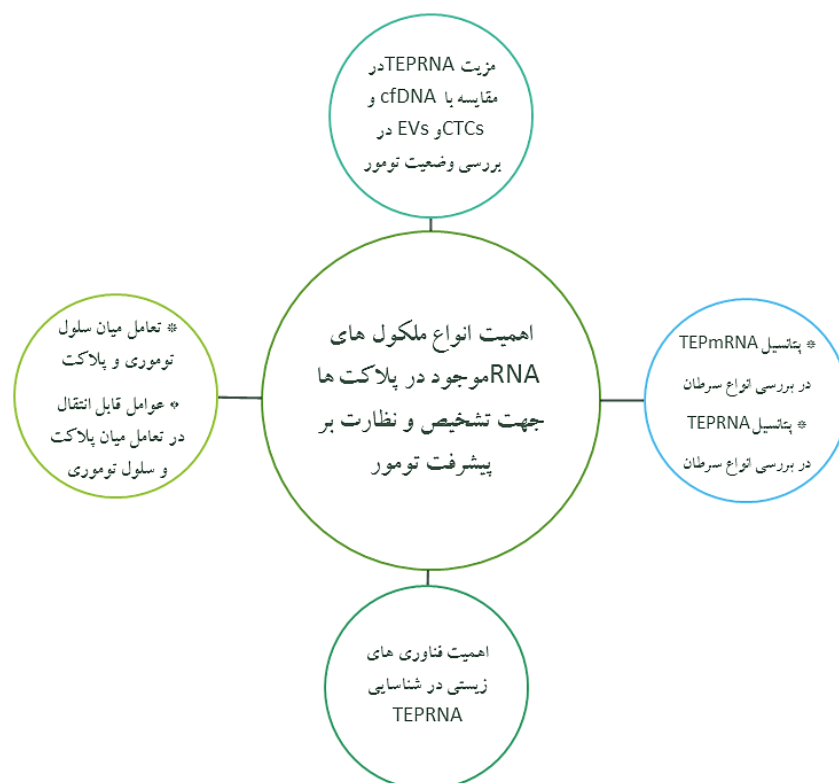 مزیت TEPRNAدر
مقایسه با cfDNA و
CTCsو EVs در
بررسی وضعیت تومور
اهمیت انواع ملکول های
RNAموجود در پلاکت ها
جهت تشخیص و نظارت بر
پیشرفت تومور
* پتانسیل TEPmRNA
در بررسی انواع سرطان
* پتانسیل TEPRNA
در بررسی انواع سرطان
* تعامل میان سلول
توموری و پلاکت
* عوامل قابل انتقال
در تعامل میان پلاکت
و سلول توموری
اهمیت فناوری های
زیستی در شناسایی
TEPRNA